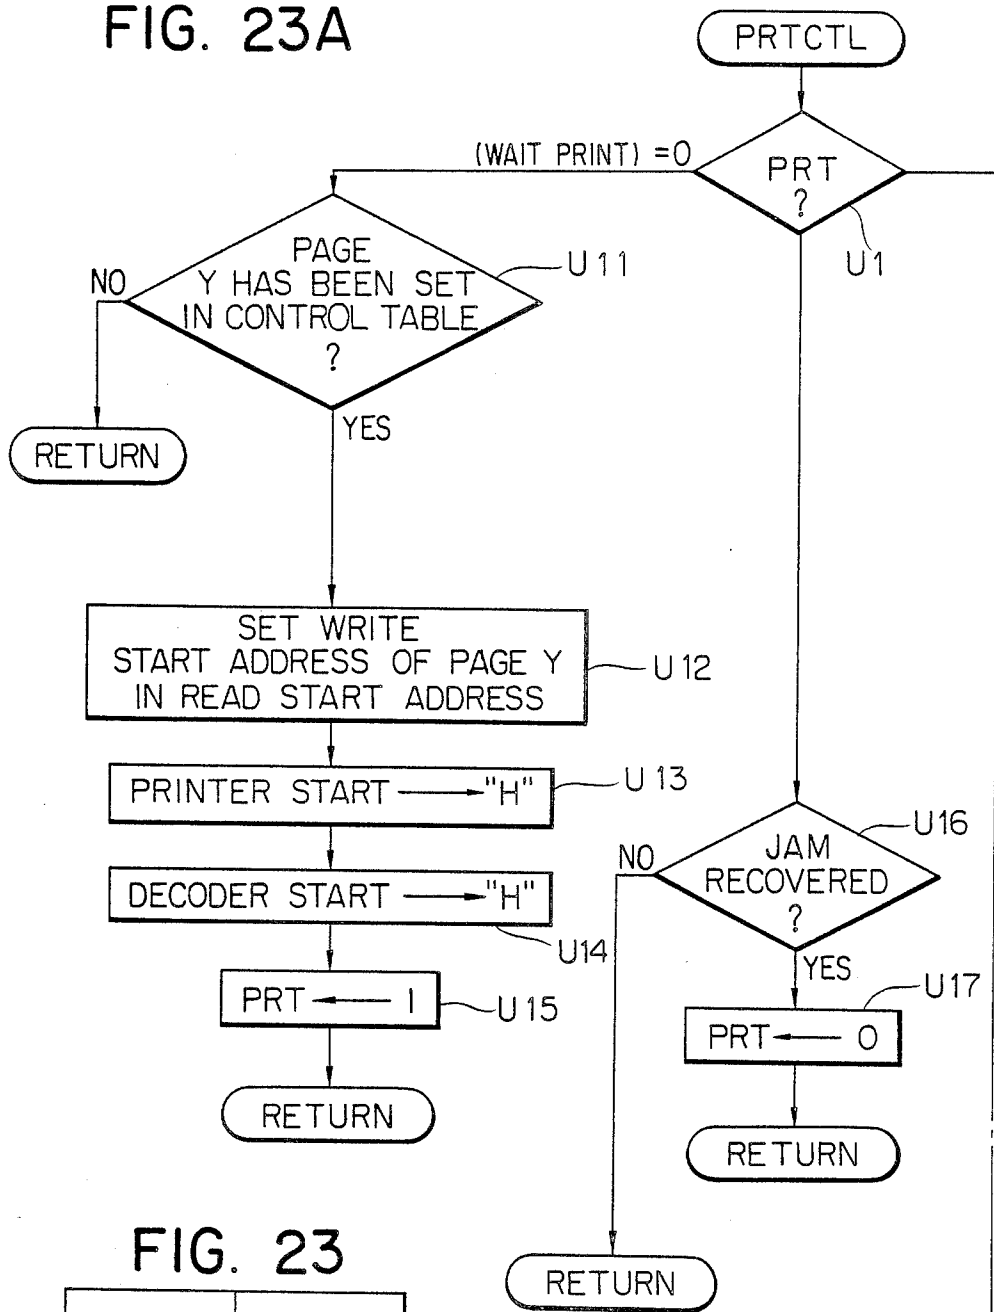 FIG. 23A
PRTCTL
(WAIT PRINT) = 0
PRT
?
U1
PAGE
Y HAS BEEN SET
IN CONTROL TABLE
?
U11
NO
RETURN
YES
SET WRITE
START ADDRESS OF PAGE Y
IN READ START ADDRESS
U12
PRINTER START → "H"
U13
DECODER START → "H"
U14
PRT ← 1
U15
RETURN
JAM
RECOVERED
?
U16
NO
YES
PRT ← 0
U17
RETURN
RETURN
FIG. 23